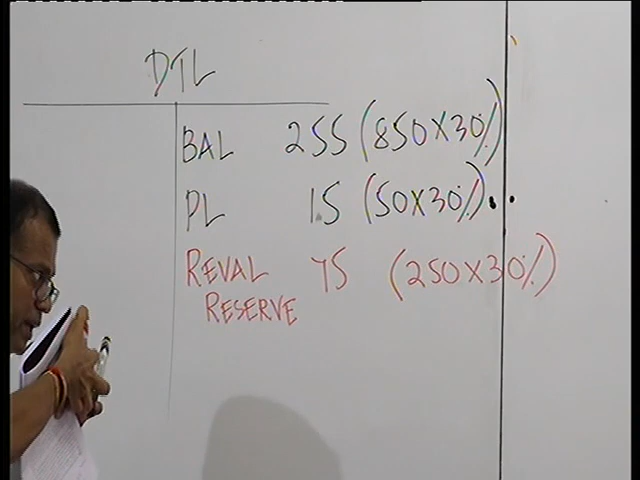 DTL
BAL 255 (850X30%)
PL 15 (50X30%)
REVAL 75 (250X30%)
RESERVE